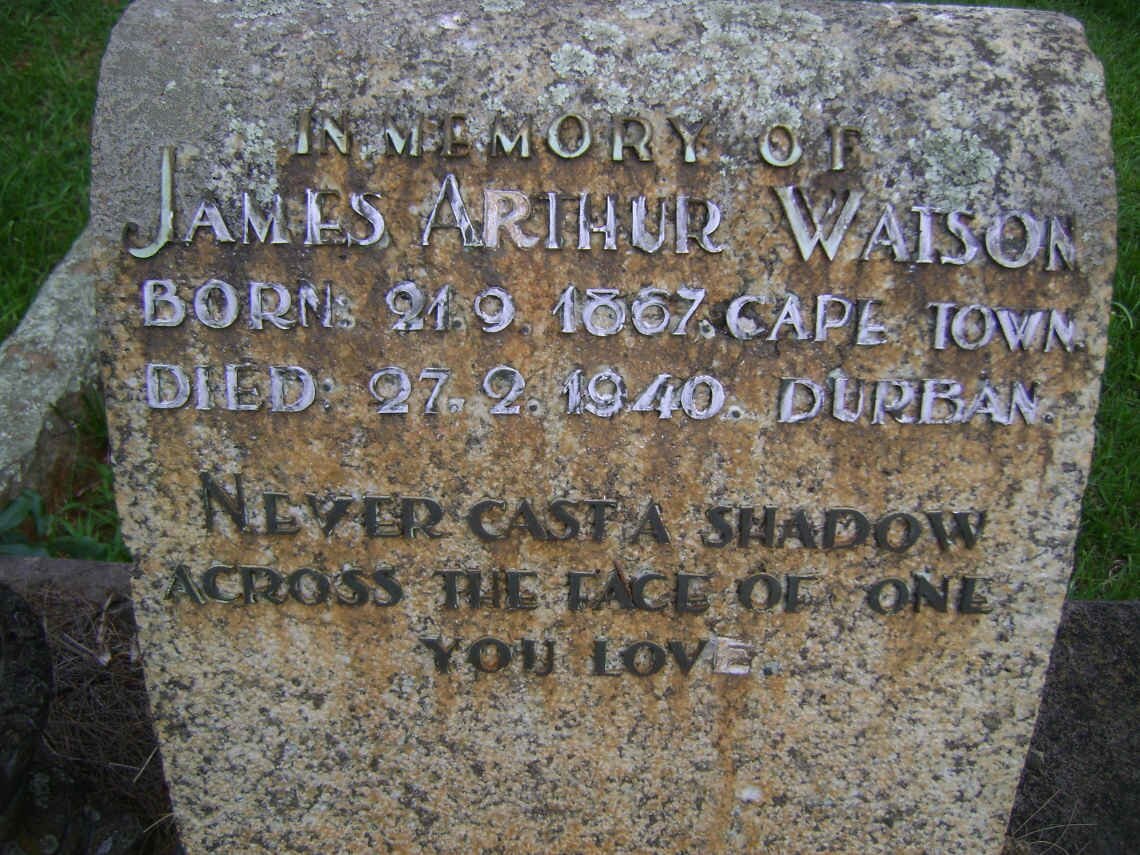 IN MEMORY OF
JAMES ARTHUR WATSON
BORN: 21.9.1867. CAPE TOWN.
DIED: 27.2.1940. DURBAN.
NEVER CAST A SHADOW
ACROSS THE FACE OF ONE
YOU LOVE.